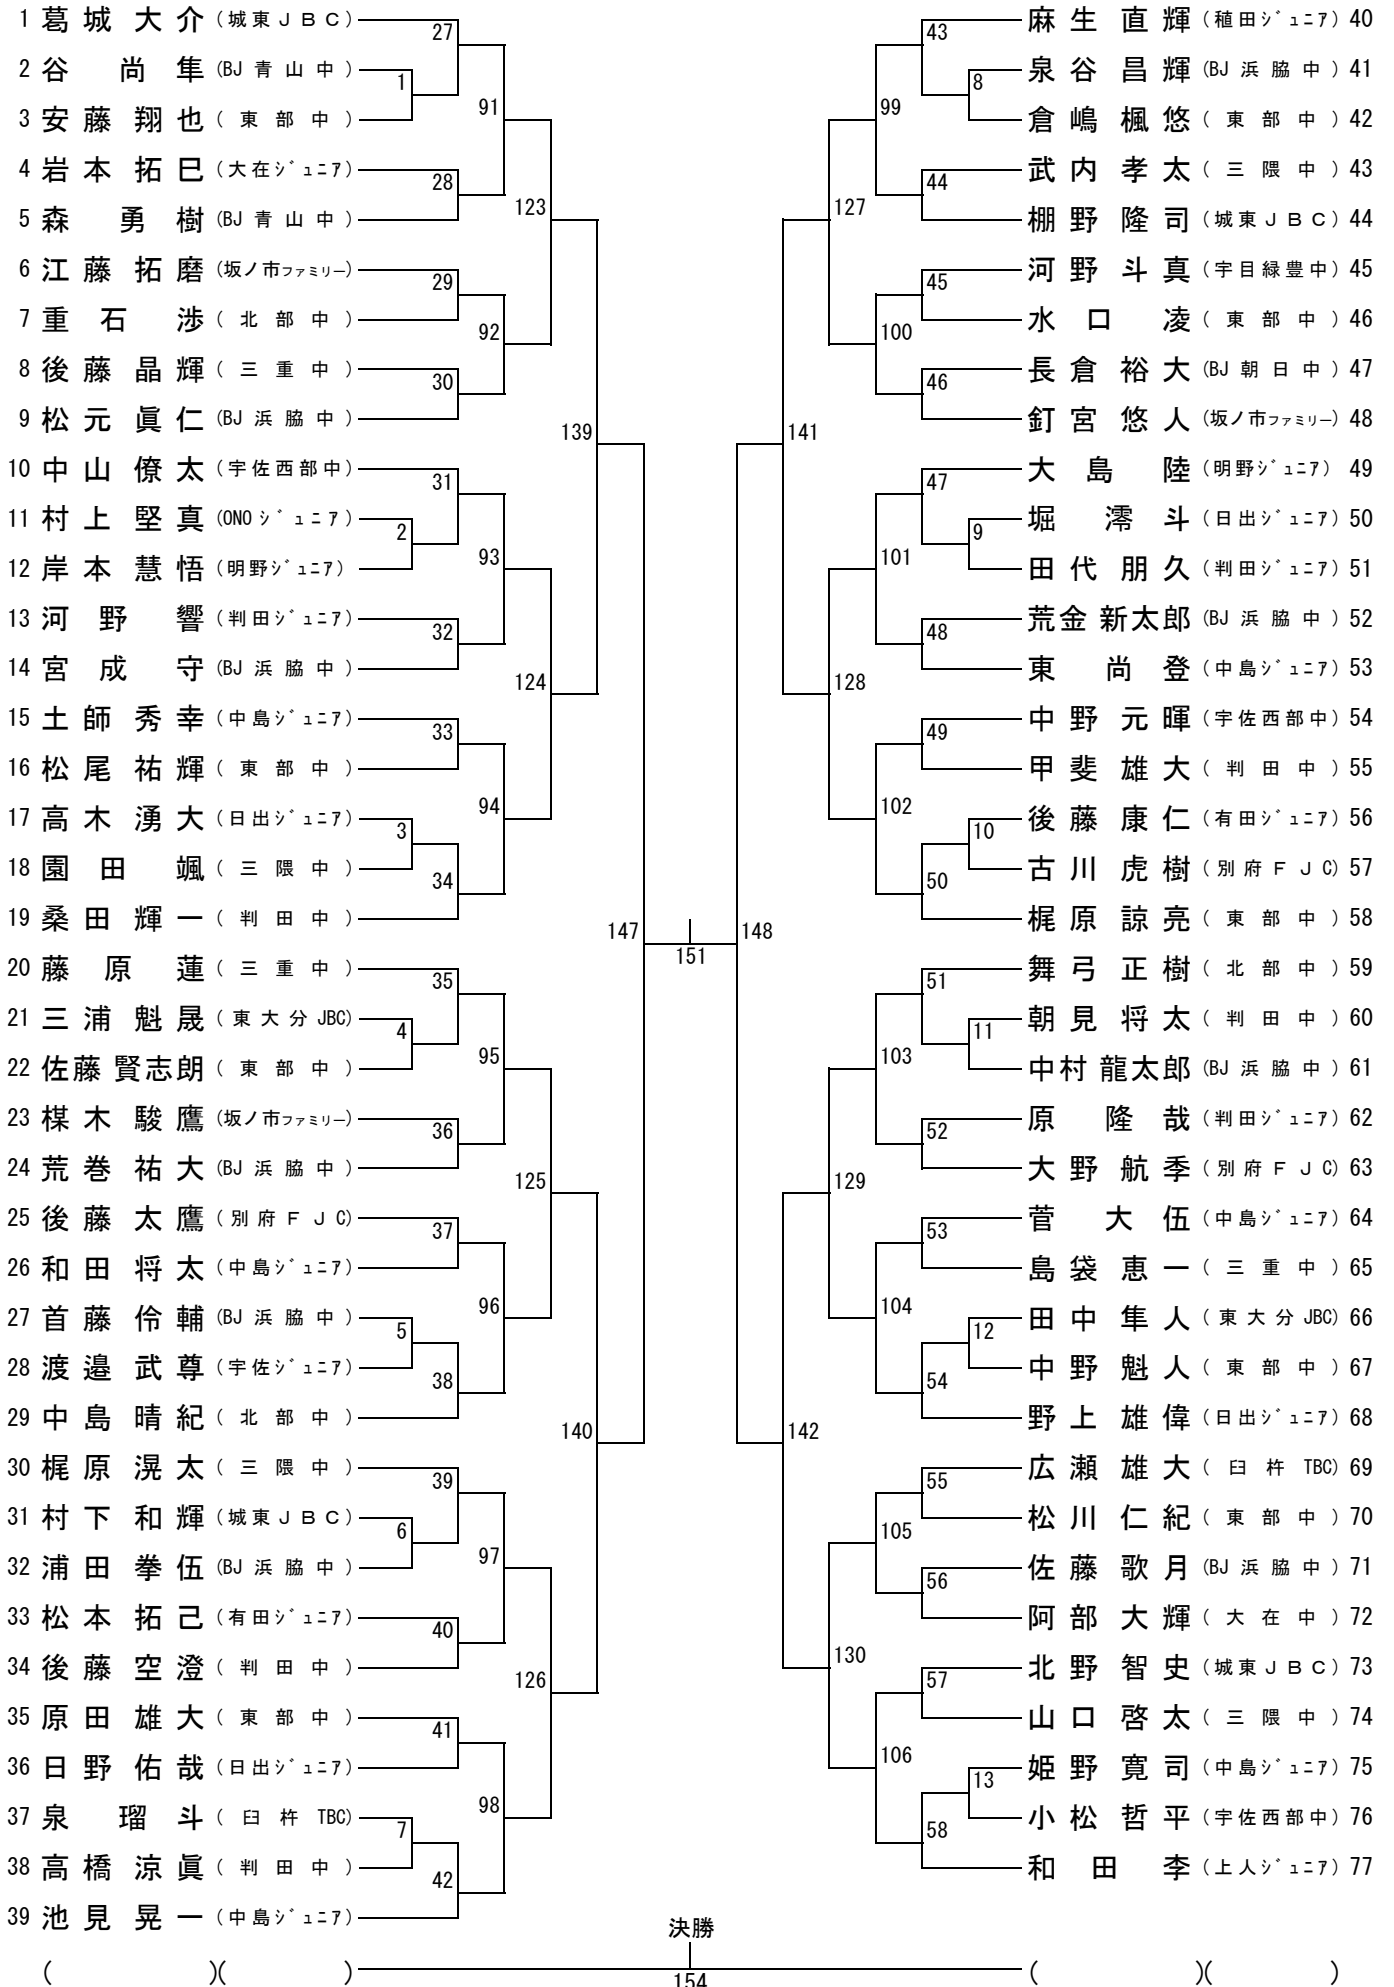 1 葛城大介 (城東JBC)
2 谷尚隼 (BJ青山中)
3 安藤翔也 (東部中)
4 岩本拓巳 (大在ジュニア)
5 森勇樹 (BJ青山中)
6 江藤拓磨 (坂ノ市ファミリー)
7 重石渉 (北部中)
8 後藤晶輝 (三重中)
9 松元眞仁 (BJ浜脇中)
10 中山僚太 (宇佐西部中)
11 村上堅真 (ONOジュニア)
12 岸本慧悟 (明野ジュニア)
13 河野響 (判田ジュニア)
14 宮成守 (BJ浜脇中)
15 土師秀幸 (中島ジュニア)
16 松尾祐輝 (東部中)
17 高木湧大 (日出ジュニア)
18 園田颯 (三隈中)
19 桑田輝一 (判田中)
20 藤原蓮 (三重中)
21 三浦魁晟 (東大分JBC)
22 佐藤賢志朗 (東部中)
23 楳木駿鷹 (坂ノ市ファミリー)
24 荒巻祐大 (BJ浜脇中)
25 後藤太鷹 (別府FJC)
26 和田将太 (中島ジュニア)
27 首藤伶輔 (BJ浜脇中)
28 渡邉武尊 (宇佐ジュニア)
29 中島晴紀 (北部中)
30 梶原滉太 (三隈中)
31 村下和輝 (城東JBC)
32 浦田拳伍 (BJ浜脇中)
33 松本拓己 (有田ジュニア)
34 後藤空澄 (判田中)
35 原田雄大 (東部中)
36 日野佑哉 (日出ジュニア)
37 泉瑠斗 (臼杵TBC)
38 高橋涼眞 (判田中)
39 池見晃一 (中島ジュニア)
( )( )
1
2
3
4
5
6
7
27
28
29
30
31
32
33
34
35
36
37
38
39
40
41
42
91
92
93
94
95
96
97
98
123
124
125
126
139
140
147
151
148
141
142
127
128
129
130
99
100
101
102
103
104
105
106
43
44
45
46
47
48
49
50
51
52
53
54
55
56
57
58
8
9
10
11
12
13
麻生直輝 (稙田ジュニア) 40
泉谷昌輝 (BJ浜脇中) 41
倉嶋楓悠 (東部中) 42
武内孝太 (三隈中) 43
棚野隆司 (城東JBC) 44
河野斗真 (宇目緑豊中) 45
水口凌 (東部中) 46
長倉裕大 (BJ朝日中) 47
釘宮悠人 (坂ノ市ファミリー) 48
大島陸 (明野ジュニア) 49
堀澪斗 (日出ジュニア) 50
田代朋久 (判田ジュニア) 51
荒金新太郎 (BJ浜脇中) 52
東尚登 (中島ジュニア) 53
中野元暉 (宇佐西部中) 54
甲斐雄大 (判田中) 55
後藤康仁 (有田ジュニア) 56
古川虎樹 (別府FJC) 57
梶原諒亮 (東部中) 58
舞弓正樹 (北部中) 59
朝見将太 (判田中) 60
中村龍太郎 (BJ浜脇中) 61
原隆哉 (判田ジュニア) 62
大野航季 (別府FJC) 63
菅大伍 (中島ジュニア) 64
島袋恵一 (三重中) 65
田中隼人 (東大分JBC) 66
中野魁人 (東部中) 67
野上雄偉 (日出ジュニア) 68
広瀬雄大 (臼杵TBC) 69
松川仁紀 (東部中) 70
佐藤歌月 (BJ浜脇中) 71
阿部大輝 (大在中) 72
北野智史 (城東JBC) 73
山口啓太 (三隈中) 74
姫野寛司 (中島ジュニア) 75
小松哲平 (宇佐西部中) 76
和田李 (上人ジュニア) 77
決勝
154
( )( )